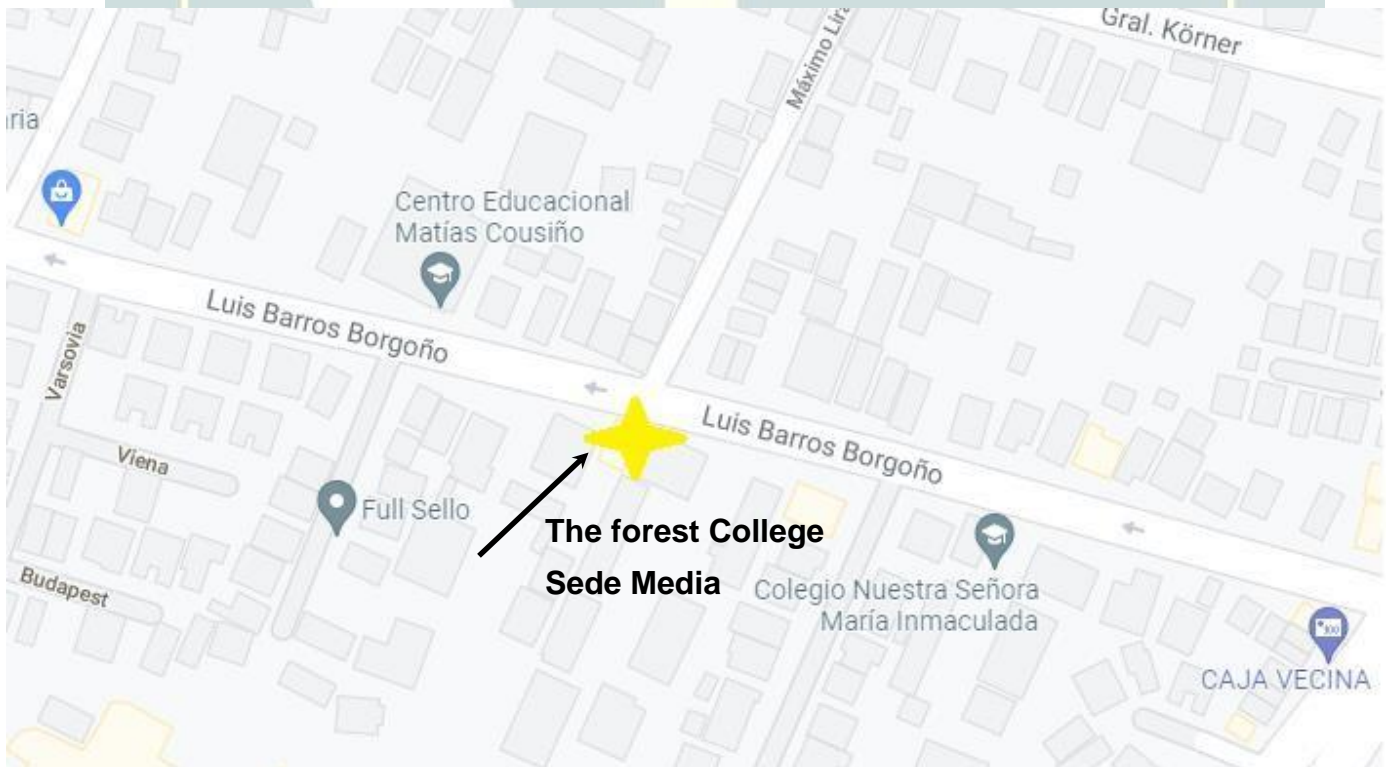 Gral. Körner
Máximo Lira
Centro Educacional
Matías Cousiño
Luis Barros Borgoño
Varsovia
Luis Barros Borgoño
Viena
Full Sello
The forest College
Sede Media
Colegio Nuestra Señora
María Inmaculada
Budapest
CAJA VECINA